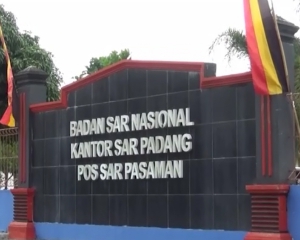 BADAN SAR NASIONAL
KANTOR SAR PADANG
POS SAR PASAMAN